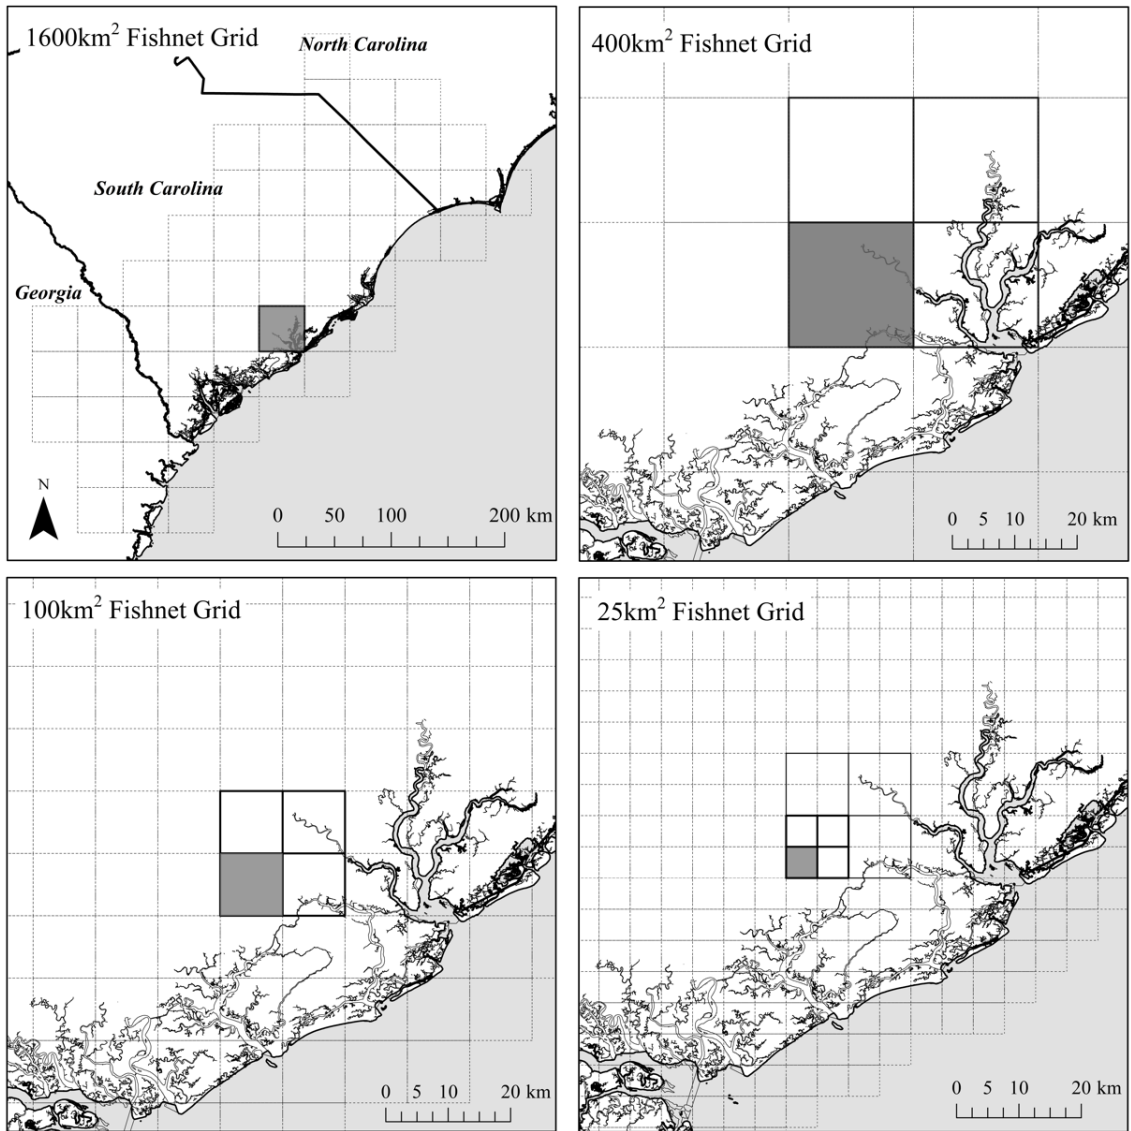 1600km² Fishnet Grid
North Carolina
South Carolina
Georgia
N
0 50 100 200 km
400km² Fishnet Grid
0 5 10 20 km
100km² Fishnet Grid
0 5 10 20 km
25km² Fishnet Grid
0 5 10 20 km